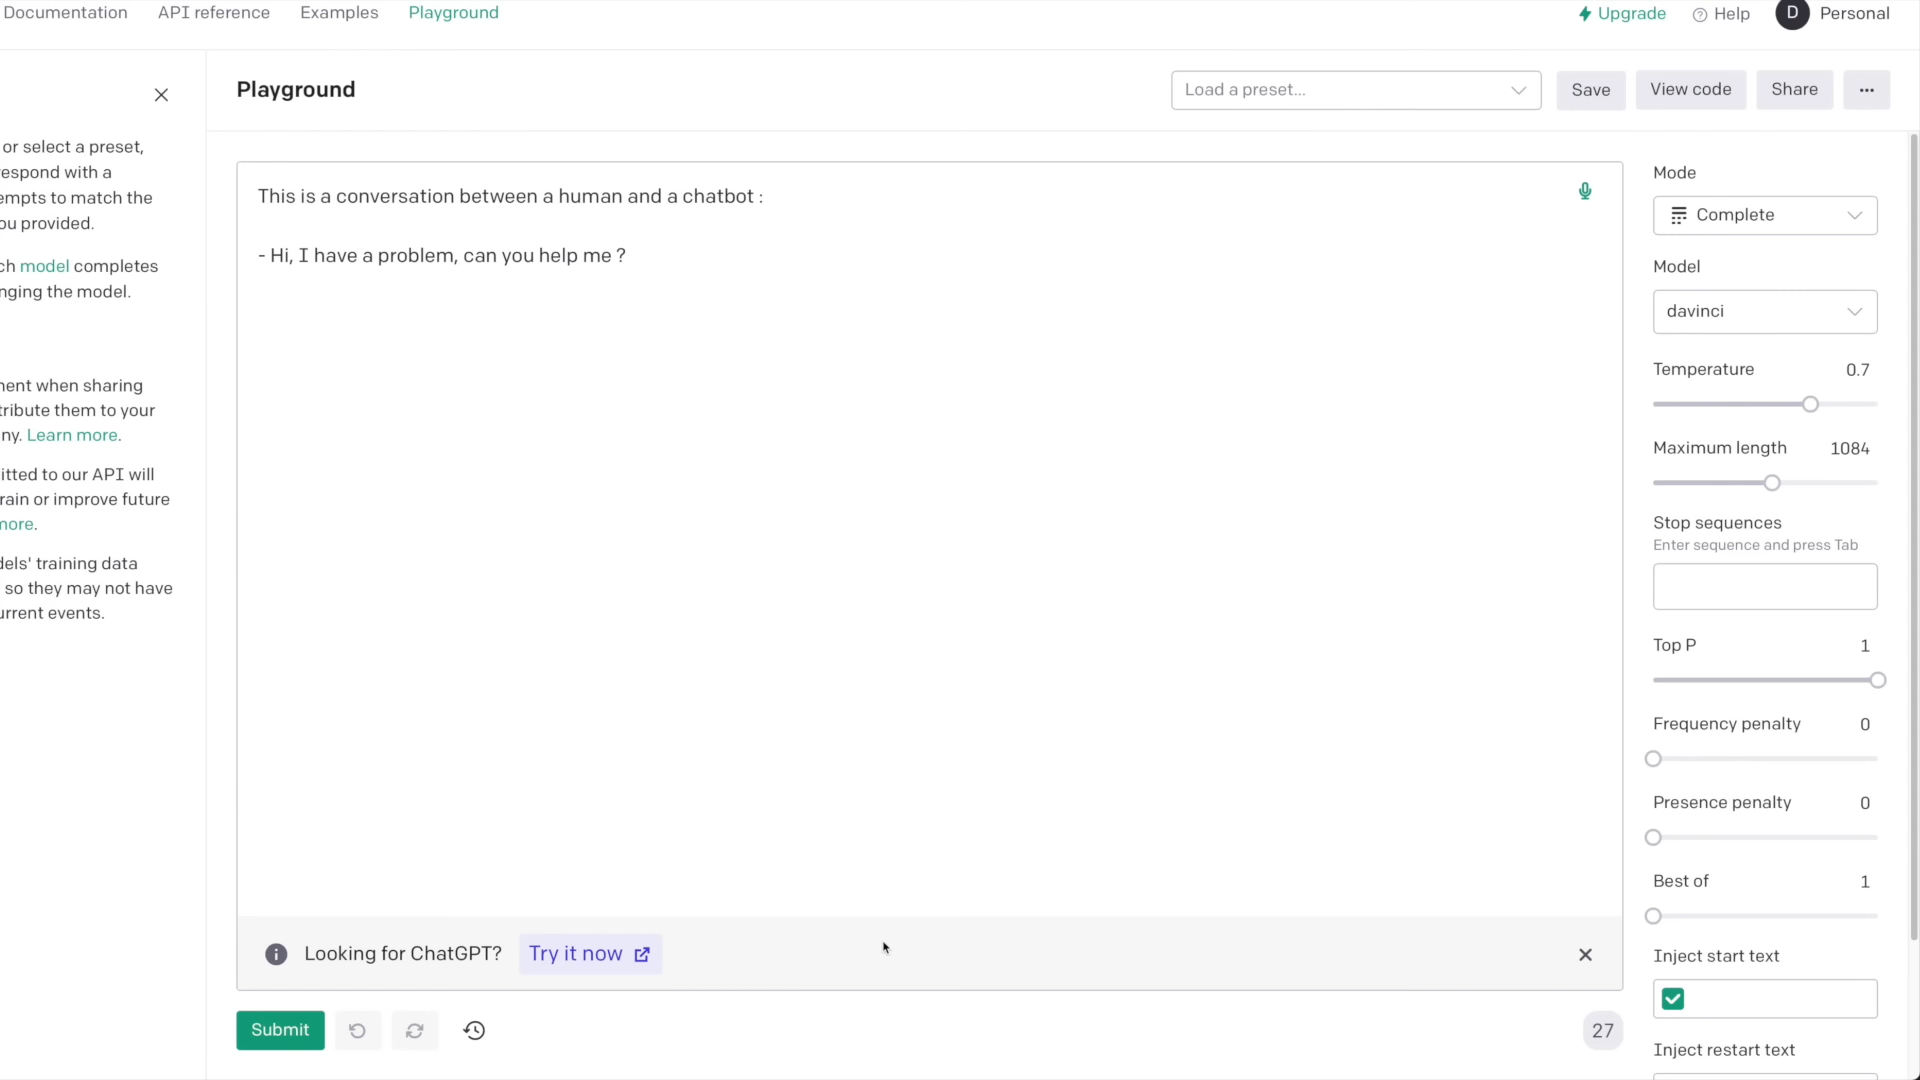 Documentation API reference Examples Playground Upgrade Help D Personal
Playground
Load a preset... Save View code Share ...
or select a preset,
respond with a
empts to match the
ou provided.
ch model completes
nging the model.
ment when sharing
tribute them to your
ny. Learn more.
itted to our API will
rain or improve future
more.
dels' training data
so they may not have
urrent events.
This is a conversation between a human and a chatbot :
- Hi, I have a problem, can you help me ?
Looking for ChatGPT? Try it now
Submit
27
Mode
Complete
Model
davinci
Temperature 0.7
Maximum length 1084
Stop sequences
Enter sequence and press Tab
Top P 1
Frequency penalty 0
Presence penalty 0
Best of 1
Inject start text
Inject restart text